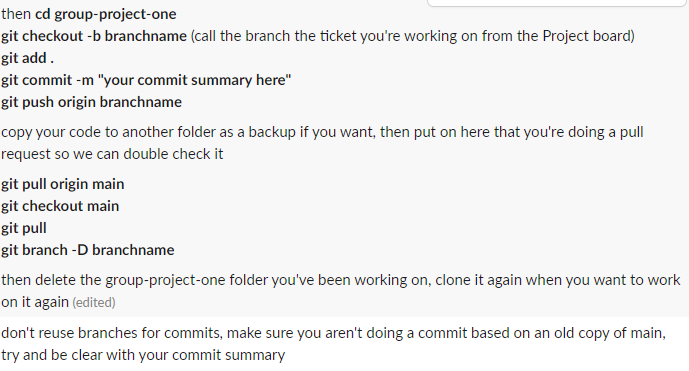 then cd group-project-one
git checkout -b branchname (call the branch the ticket you're working on from the Project board)
git add .
git commit -m "your commit summary here"
git push origin branchname
copy your code to another folder as a backup if you want, then put on here that you're doing a pull
request so we can double check it
git pull origin main
git checkout main
git pull
git branch -D branchname
then delete the group-project-one folder you've been working on, clone it again when you want to work
on it again (edited)
don't reuse branches for commits, make sure you aren't doing a commit based on an old copy of main,
try and be clear with your commit summary